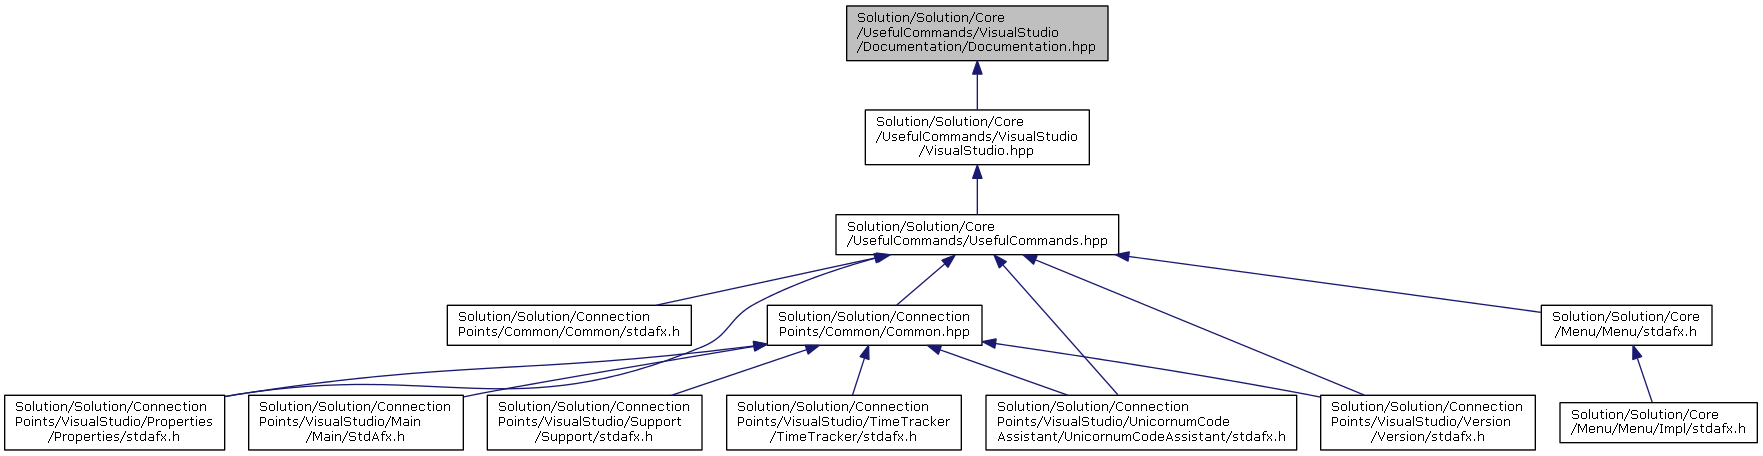 Solution/Solution/Core
/UsefulCommands/VisualStudio
/Documentation/Documentation.hpp
Solution/Solution/Core
/UsefulCommands/VisualStudio
/VisualStudio.hpp
Solution/Solution/Core
/UsefulCommands/UsefulCommands.hpp
Solution/Solution/Connection
Points/Common/Common/stdafx.h
Solution/Solution/Connection
Points/Common/Common.hpp
Solution/Solution/Core
/Menu/Menu/stdafx.h
Solution/Solution/Connection
Points/VisualStudio/Properties
/Properties/stdafx.h
Solution/Solution/Connection
Points/VisualStudio/Main
/Main/StdAfx.h
Solution/Solution/Connection
Points/VisualStudio/Support
/Support/stdafx.h
Solution/Solution/Connection
Points/VisualStudio/TimeTracker
/TimeTracker/stdafx.h
Solution/Solution/Connection
Points/VisualStudio/UnicornumCode
Assistant/UnicornumCodeAssistant/stdafx.h
Solution/Solution/Connection
Points/VisualStudio/Version
/Version/stdafx.h
Solution/Solution/Core
/Menu/Menu/Impl/stdafx.h